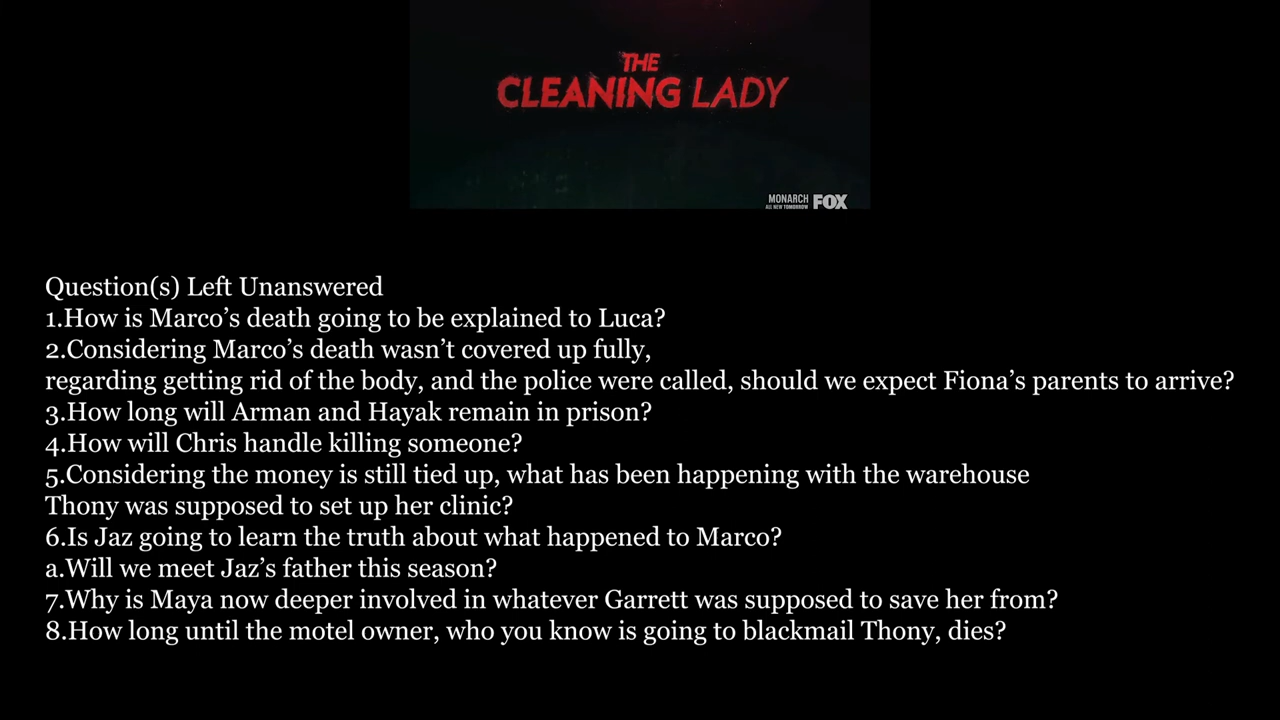 THE
CLEANING LADY
MONARCH
ALL NEW TOMORROW
FOX
Question(s) Left Unanswered
1.How is Marco’s death going to be explained to Luca?
2.Considering Marco’s death wasn’t covered up fully,
regarding getting rid of the body, and the police were called, should we expect Fiona’s parents to arrive?
3.How long will Arman and Hayak remain in prison?
4.How will Chris handle killing someone?
5.Considering the money is still tied up, what has been happening with the warehouse
Thony was supposed to set up her clinic?
6.Is Jaz going to learn the truth about what happened to Marco?
a.Will we meet Jaz’s father this season?
7.Why is Maya now deeper involved in whatever Garrett was supposed to save her from?
8.How long until the motel owner, who you know is going to blackmail Thony, dies?